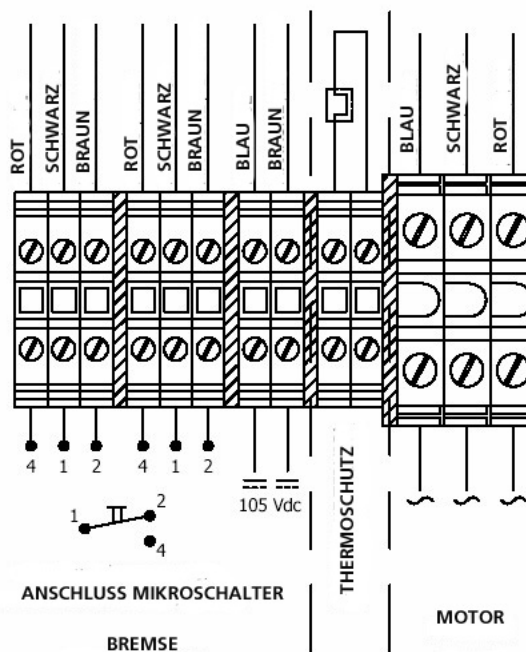 ROT SCHWARZ BRAUN ROT SCHWARZ BRAUN BLAU BRAUN BLAU SCHWARZ ROT
4 1 2 4 1 2
105 Vdc
1 2
4
THERMOSCHUTZ
ANSCHLUSS MIKROSCHALTER
BREMSE
MOTOR